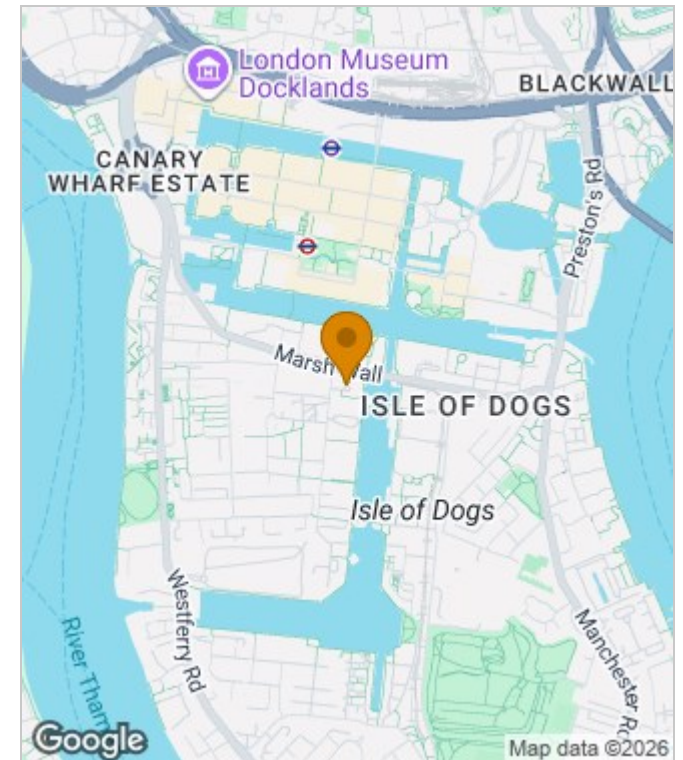 London Museum
Docklands
BLACKWALL
CANARY
WHARF ESTATE
Preston's Rd
Marsh Wall
ISLE OF DOGS
Isle of Dogs
Westferry Rd
River Tham
Manchester Rd
Google
Map data ©2026